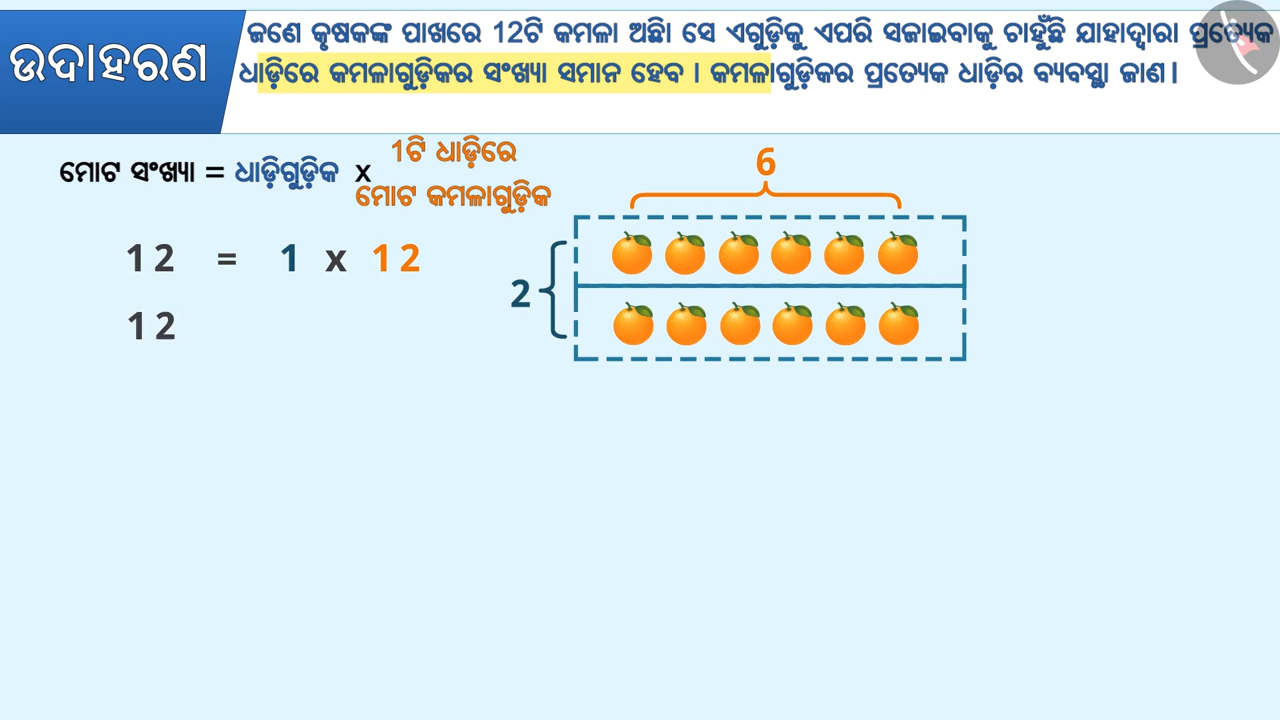 ଉଦାହରଣ
ଜଣେ କୃଷକଙ୍କ ପାଖରେ 12ଟି କମଳା ଅଛି। ସେ ଏଗୁଡ଼ିକୁ ଏପରି ସଜାଇବାକୁ ଚାହୁଁଛି ଯାହାଦ୍ୱାରା ପ୍ରତ୍ୟେକ
ଧାଡ଼ିରେ କମଳାଗୁଡ଼ିକର ସଂଖ୍ୟା ସମାନ ହେବ । କମଳାଗୁଡ଼ିକର ପ୍ରତ୍ୟେକ ଧାଡ଼ିର ବ୍ୟବସ୍ଥା ଜାଣ।
1ଟି ଧାଡ଼ିରେ
ମୋଟ ସଂଖ୍ୟା = ଧାଡ଼ିଗୁଡ଼ିକ x
ମୋଟ କମଳାଗୁଡ଼ିକ
6
12 = 1 x 12
2
12